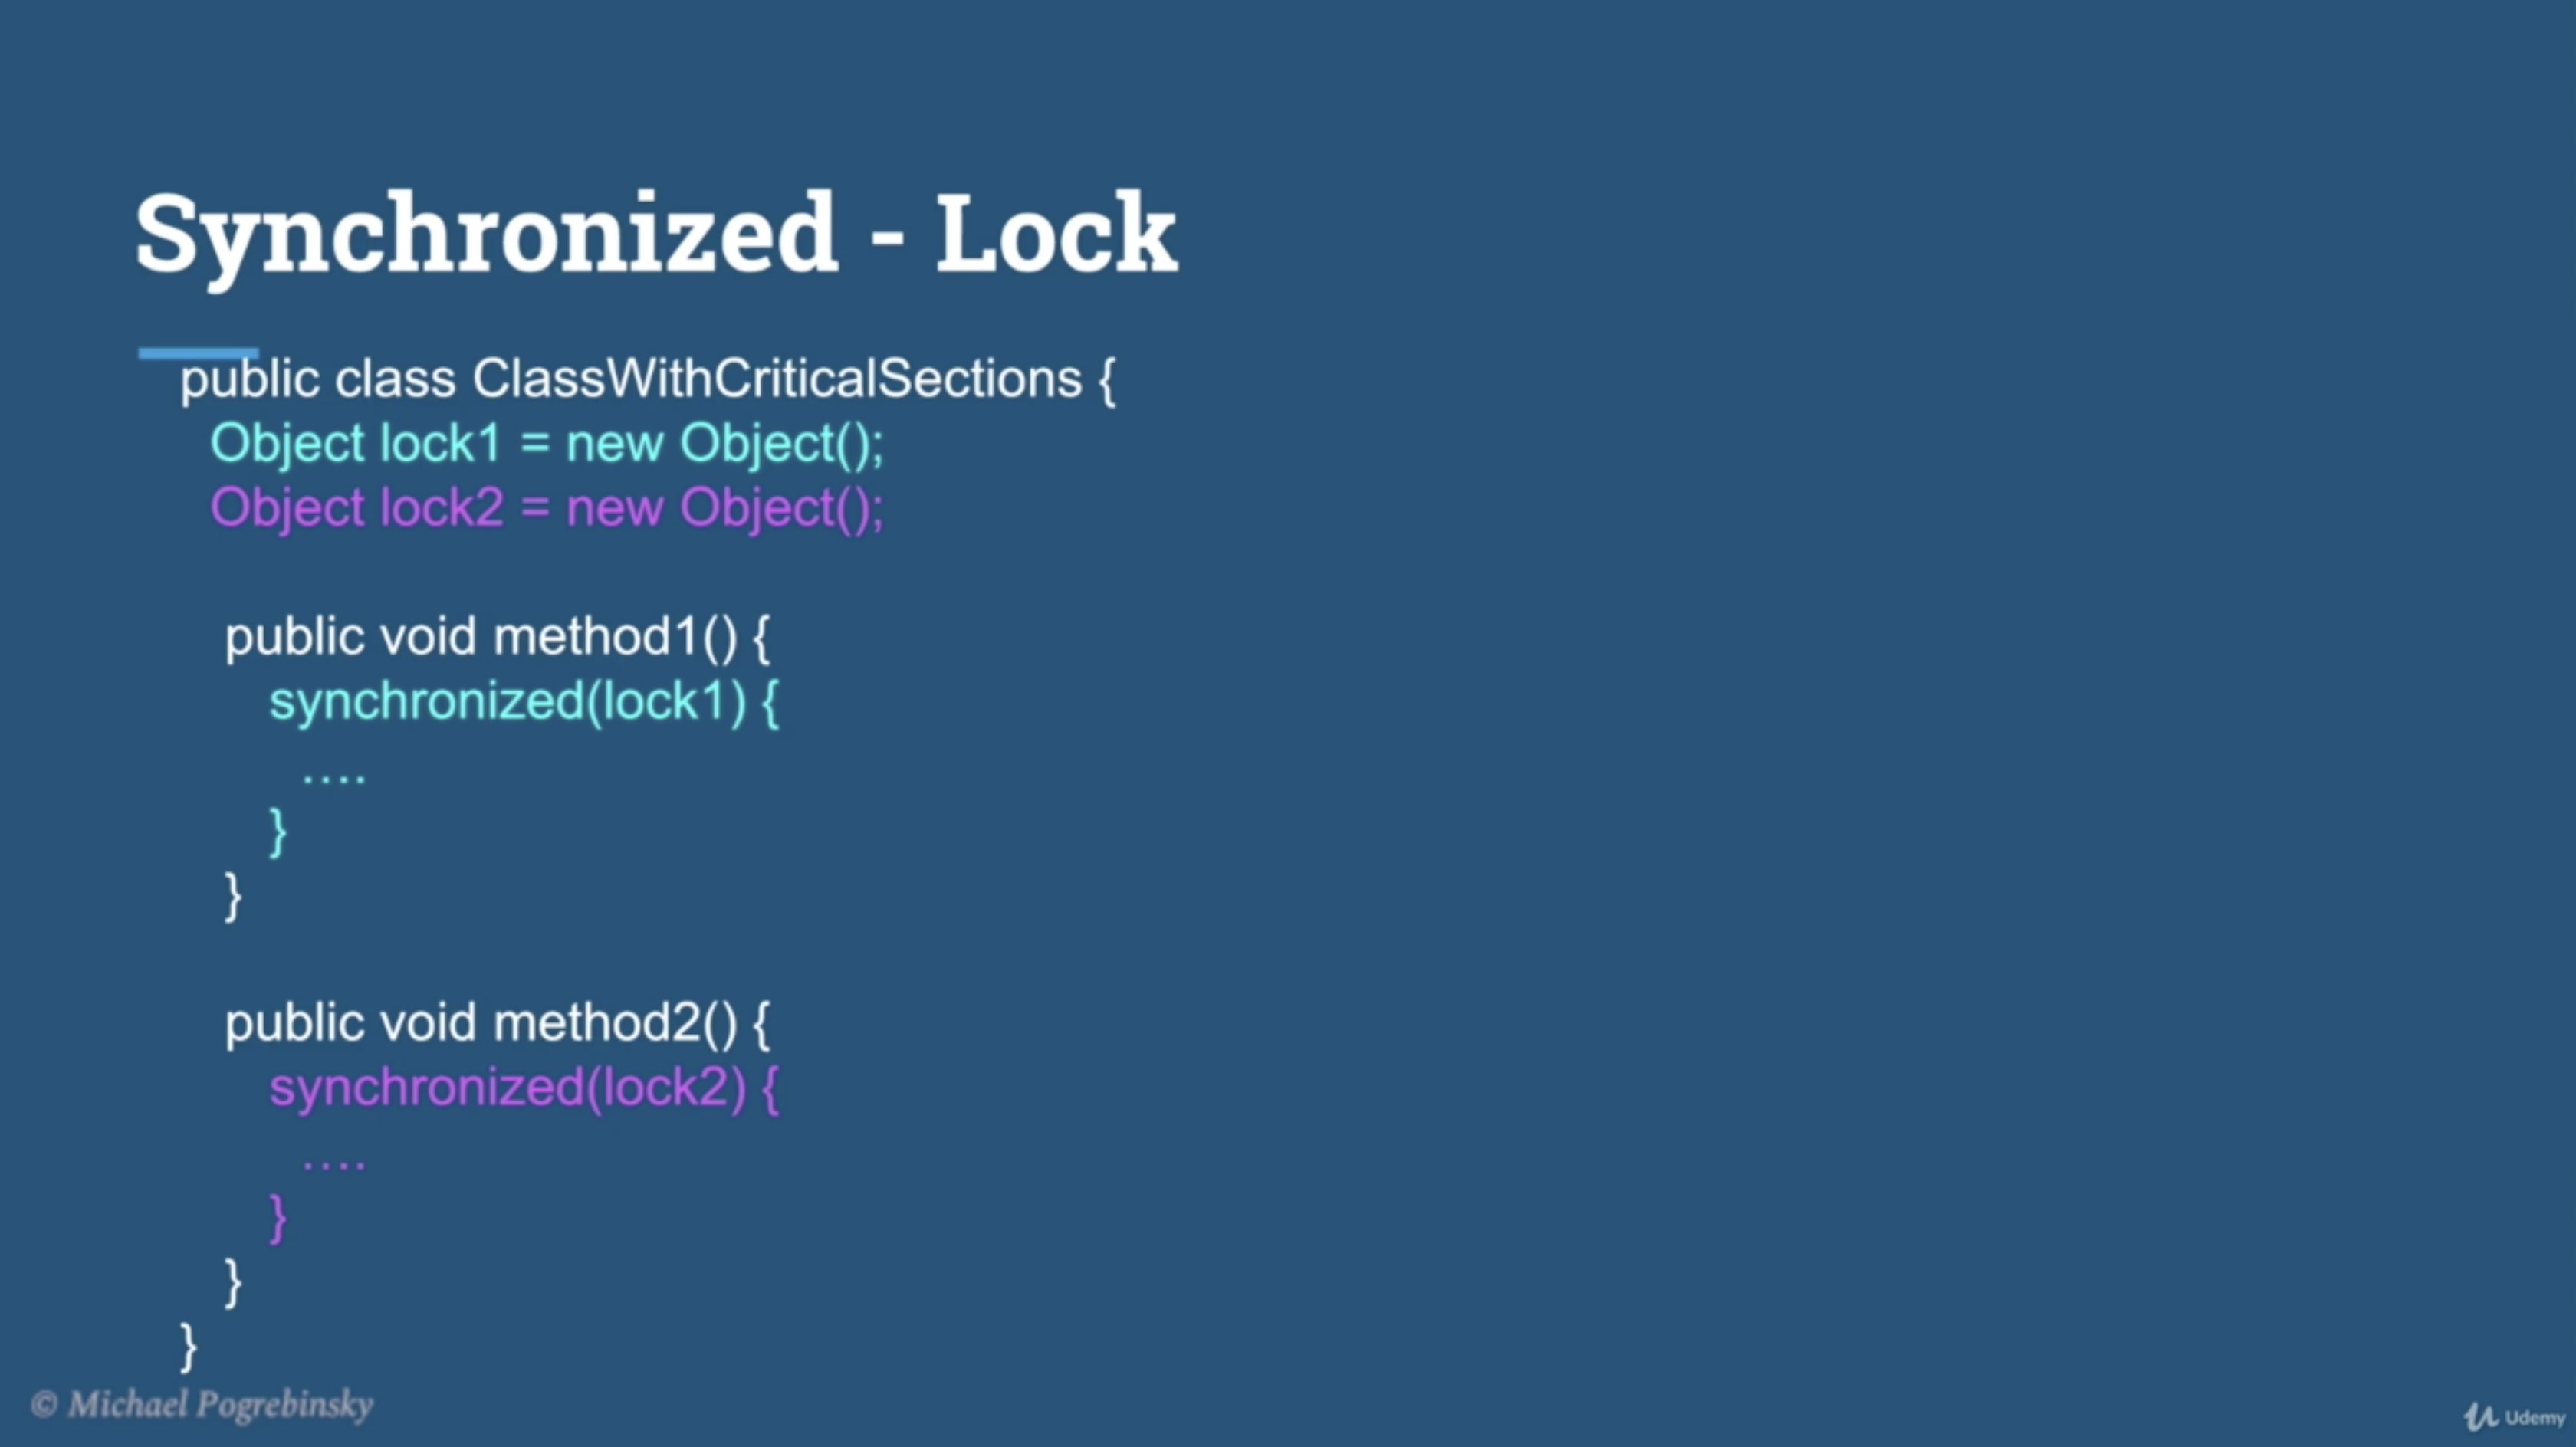 Synchronized - Lock
public class ClassWithCriticalSections {
Object lock1 = new Object();
Object lock2 = new Object();
public void method1() {
synchronized(lock1) {
....
}
}
public void method2() {
synchronized(lock2) {
....
}
}
}
© Michael Pogrebinsky
Udemy